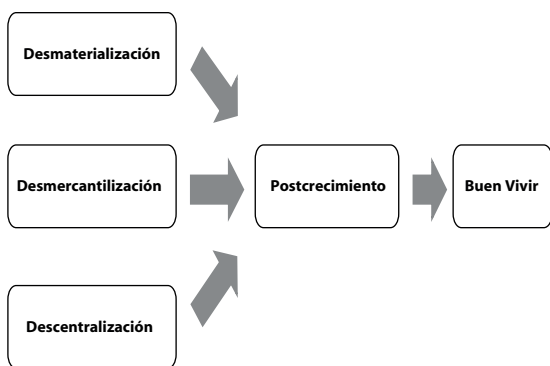 Desmaterialización
Desmercantilización
Postcrecimiento
Buen Vivir
Descentralización